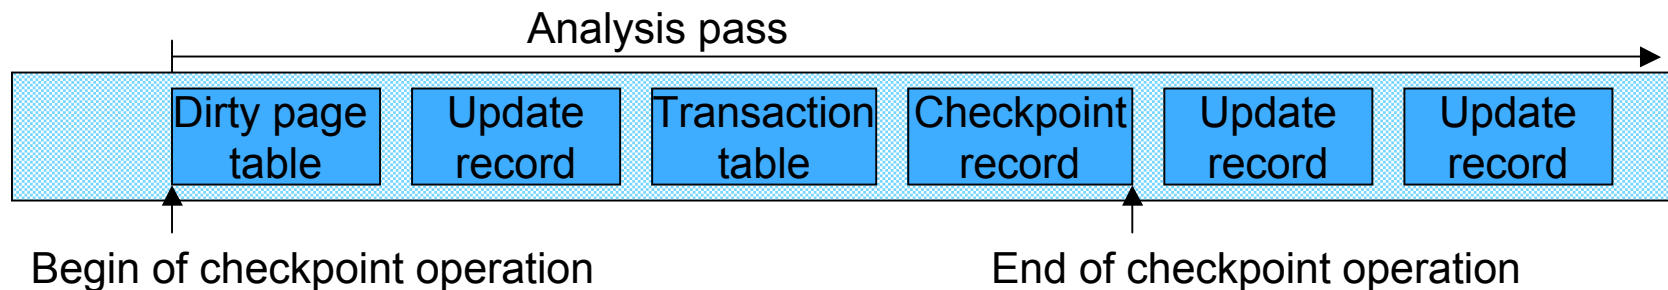 Analysis pass
Dirty page
table
Update
record
Transaction
table
Checkpoint
record
Update
record
Update
record
Begin of checkpoint operation
End of checkpoint operation